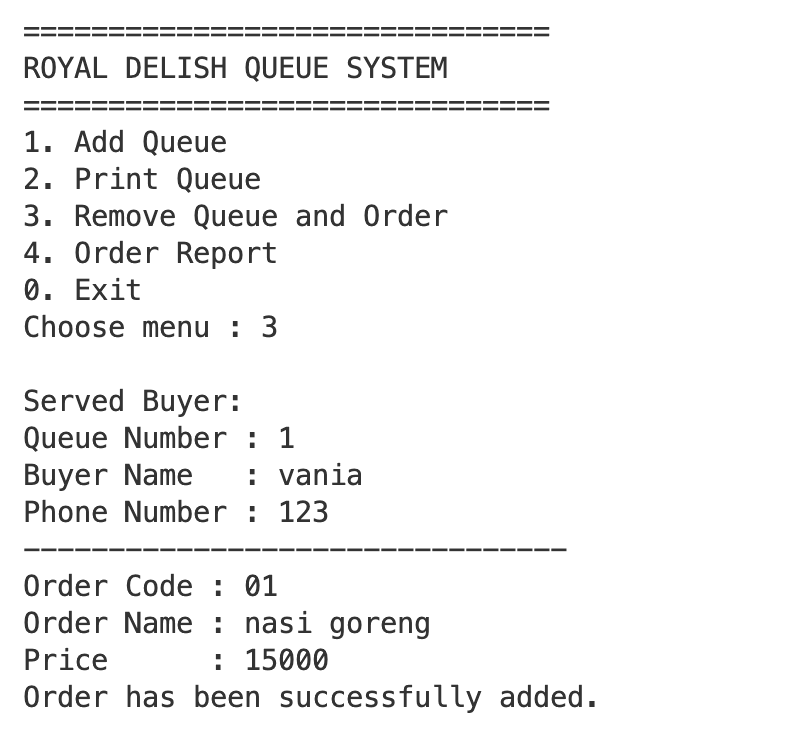 ===============================
ROYAL DELISH QUEUE SYSTEM
===============================
1. Add Queue
2. Print Queue
3. Remove Queue and Order
4. Order Report
0. Exit
Choose menu : 3

Served Buyer:
Queue Number : 1
Buyer Name   : vania
Phone Number : 123
--------------------------------
Order Code : 01
Order Name : nasi goreng
Price      : 15000
Order has been successfully added.